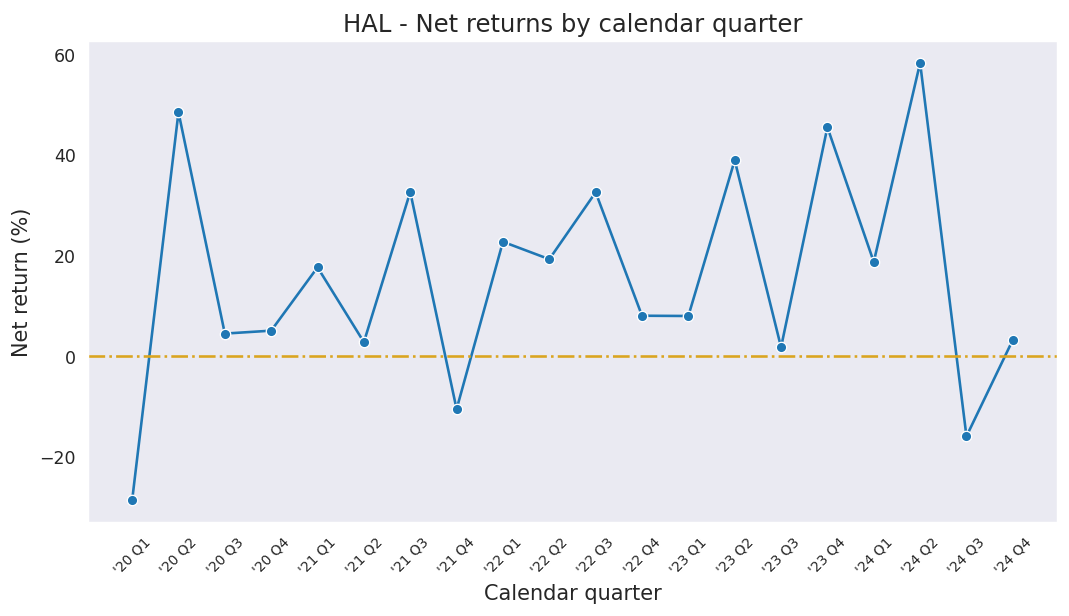 HAL - Net returns by calendar quarter
Net return (%)
60
40
20
0
−20
'20 Q1
'20 Q2
'20 Q3
'20 Q4
'21 Q1
'21 Q2
'21 Q3
'21 Q4
'22 Q1
'22 Q2
'22 Q3
'22 Q4
'23 Q1
'23 Q2
'23 Q3
'23 Q4
'24 Q1
'24 Q2
'24 Q3
'24 Q4
Calendar quarter